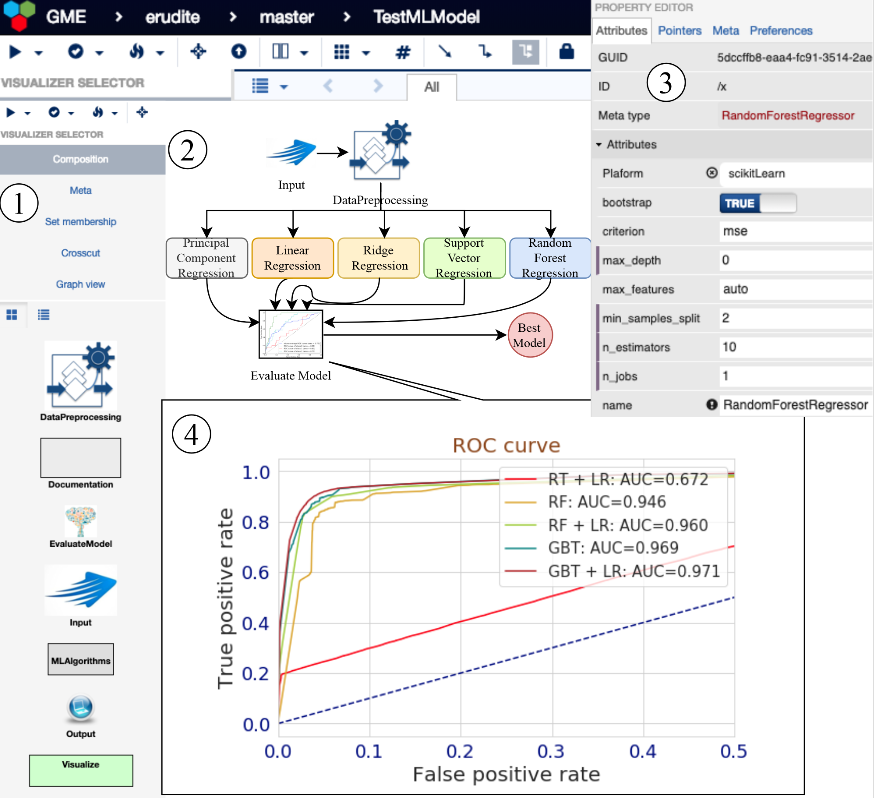 GME > erudite > master > TestMLModel
VISUALIZER SELECTOR
All
VISUALIZER SELECTOR
Composition
Meta
Set membership
Crosscut
Graph view
1
DataPreprocessing
Documentation
EvaluateModel
Input
MLAlgorithms
Output
Visualize
2
Input
DataPreprocessing
Principal
Component
Regression
Linear
Regression
Ridge
Regression
Support
Vector
Regression
Random
Forest
Regression
Evaluate Model
Best
Model
PROPERTY EDITOR
Attributes Pointers Meta Preferences
GUID 5dccffb8-eaa4-fc91-3514-2ae
3
ID /x
Meta type RandomForestRegressor
Attributes
Plaform scikitLearn
bootstrap TRUE
criterion mse
max_depth 0
max_features auto
min_samples_split 2
n_estimators 10
n_jobs 1
name RandomForestRegressor
4
ROC curve
True positive rate
1.0
0.8
0.6
0.4
0.2
0.0
RT + LR: AUC=0.672
RF: AUC=0.946
RF + LR: AUC=0.960
GBT: AUC=0.969
GBT + LR: AUC=0.971
0.0 0.1 0.2 0.3 0.4 0.5
False positive rate